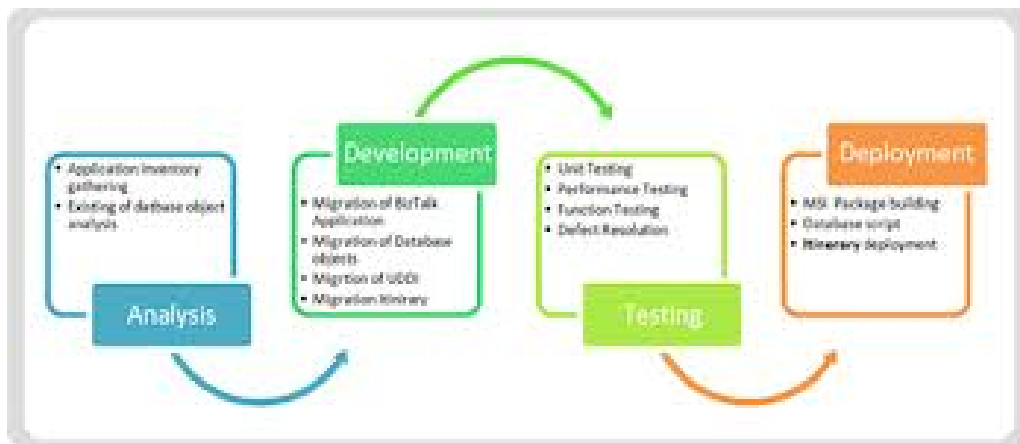 Application Inventory
gathering
Existing of datbase object
analysis
Analysis
Development
Migration of BizTalk
Application
Migration of Database
objects
Migrtion of UDDI
Migration Itinirary
Unit Testing
Performance Testing
Function Testing
Defect Resolution
Testing
Deployment
MSI Package building
Database script
Itinerary deployment